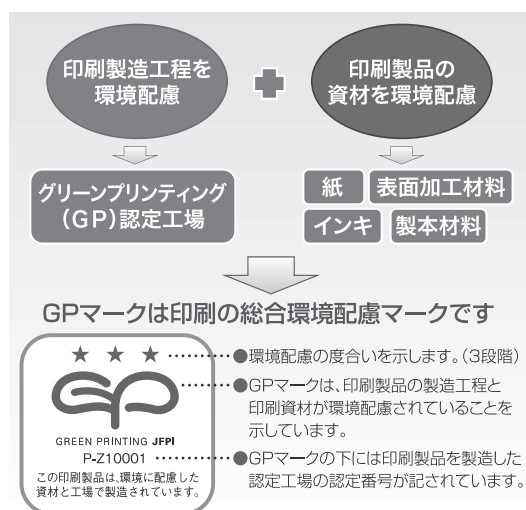 印刷製造工程を
環境配慮
印刷製品の
資材を環境配慮
グリーンプリンティング
(GP)認定工場
紙
表面加工材料
インキ
製本材料
GPマークは印刷の総合環境配慮マークです
★ ★ ★
●環境配慮の度合いを示します。(3段階)
GP
●GPマークは、印刷製品の製造工程と
印刷資材が環境配慮されていることを
示しています。
GREEN PRINTING JFPI
P-Z10001
●GPマークの下には印刷製品を製造した
認定工場の認定番号が記されています。
この印刷製品は、環境に配慮した
資材と工場で製造されています。